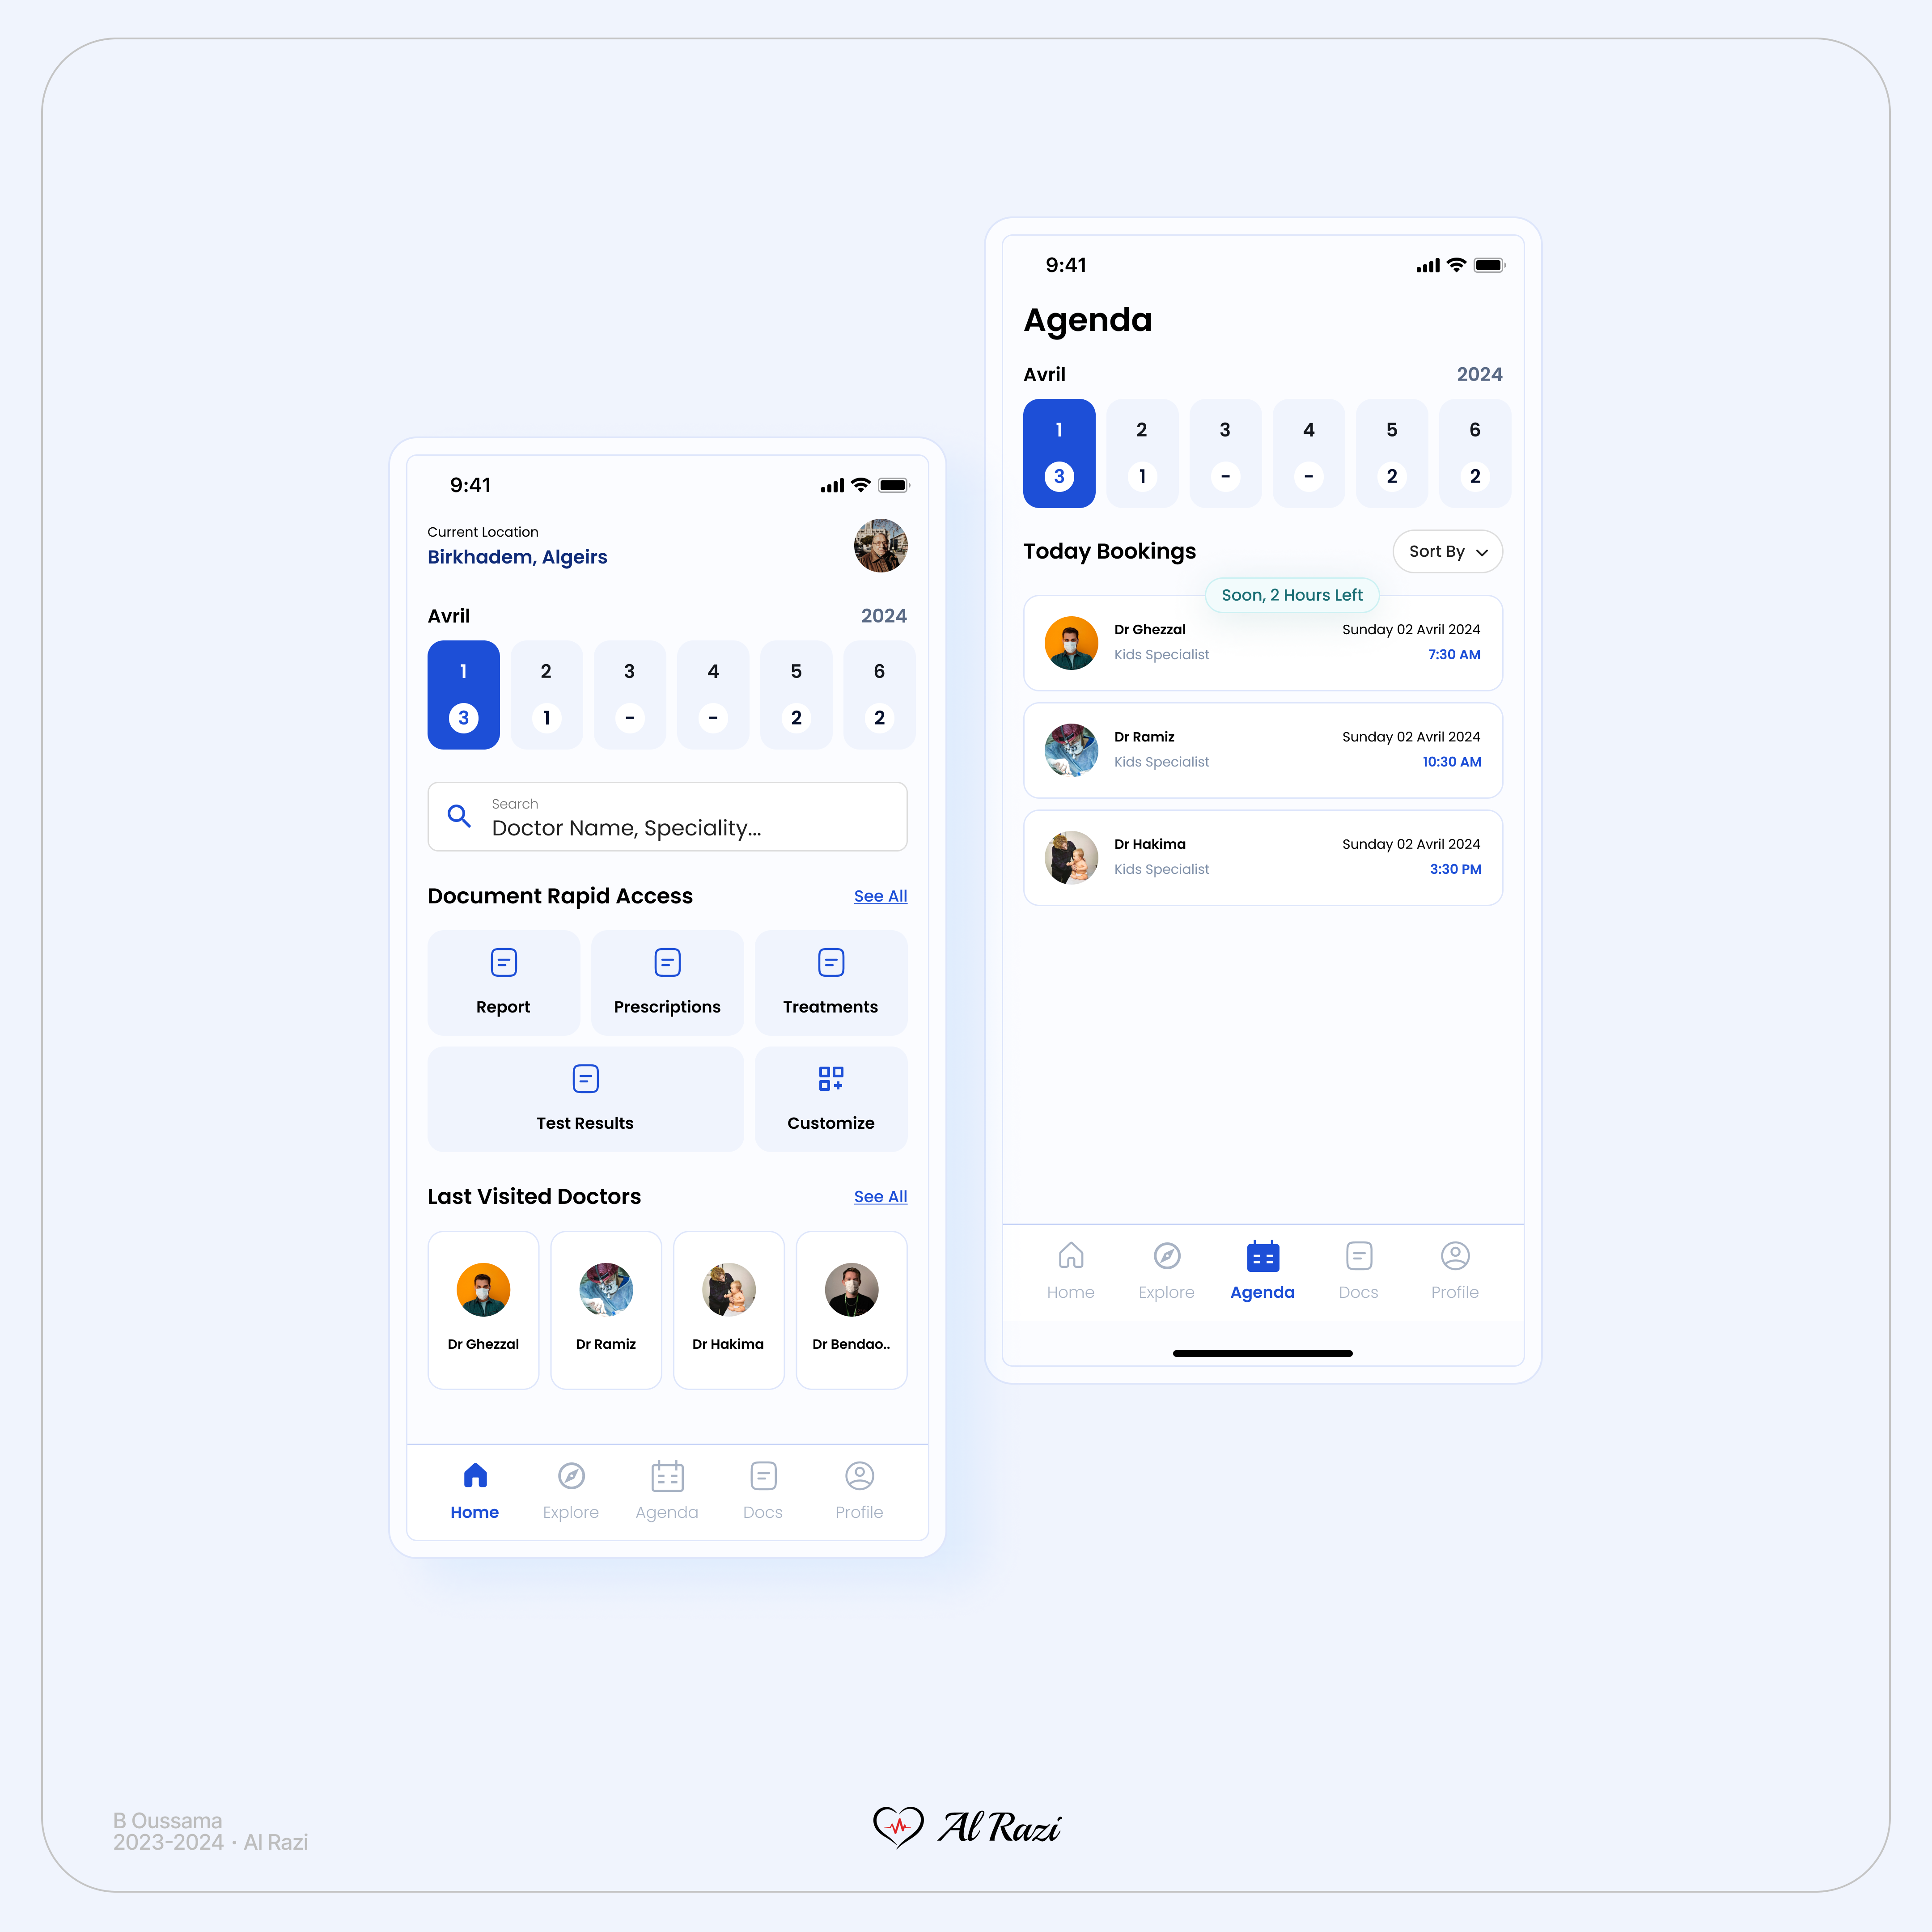 9:41
Current Location
Birkhadem, Algeirs
Avril 2024
1 2 3 4 5 6
3 1 - - 2 2
Search
Doctor Name, Speciality...
Document Rapid Access See All
Report Prescriptions Treatments
Test Results Customize
Last Visited Doctors See All
Dr Ghezzal Dr Ramiz Dr Hakima Dr Bendao..
Home Explore Agenda Docs Profile
9:41
Agenda
Avril 2024
1 2 3 4 5 6
3 1 - - 2 2
Today Bookings Sort By
Soon, 2 Hours Left
Dr Ghezzal Sunday 02 Avril 2024
Kids Specialist 7:30 AM
Dr Ramiz Sunday 02 Avril 2024
Kids Specialist 10:30 AM
Dr Hakima Sunday 02 Avril 2024
Kids Specialist 3:30 PM
Home Explore Agenda Docs Profile
B Oussama
2023-2024 · Al Razi
Al Razi